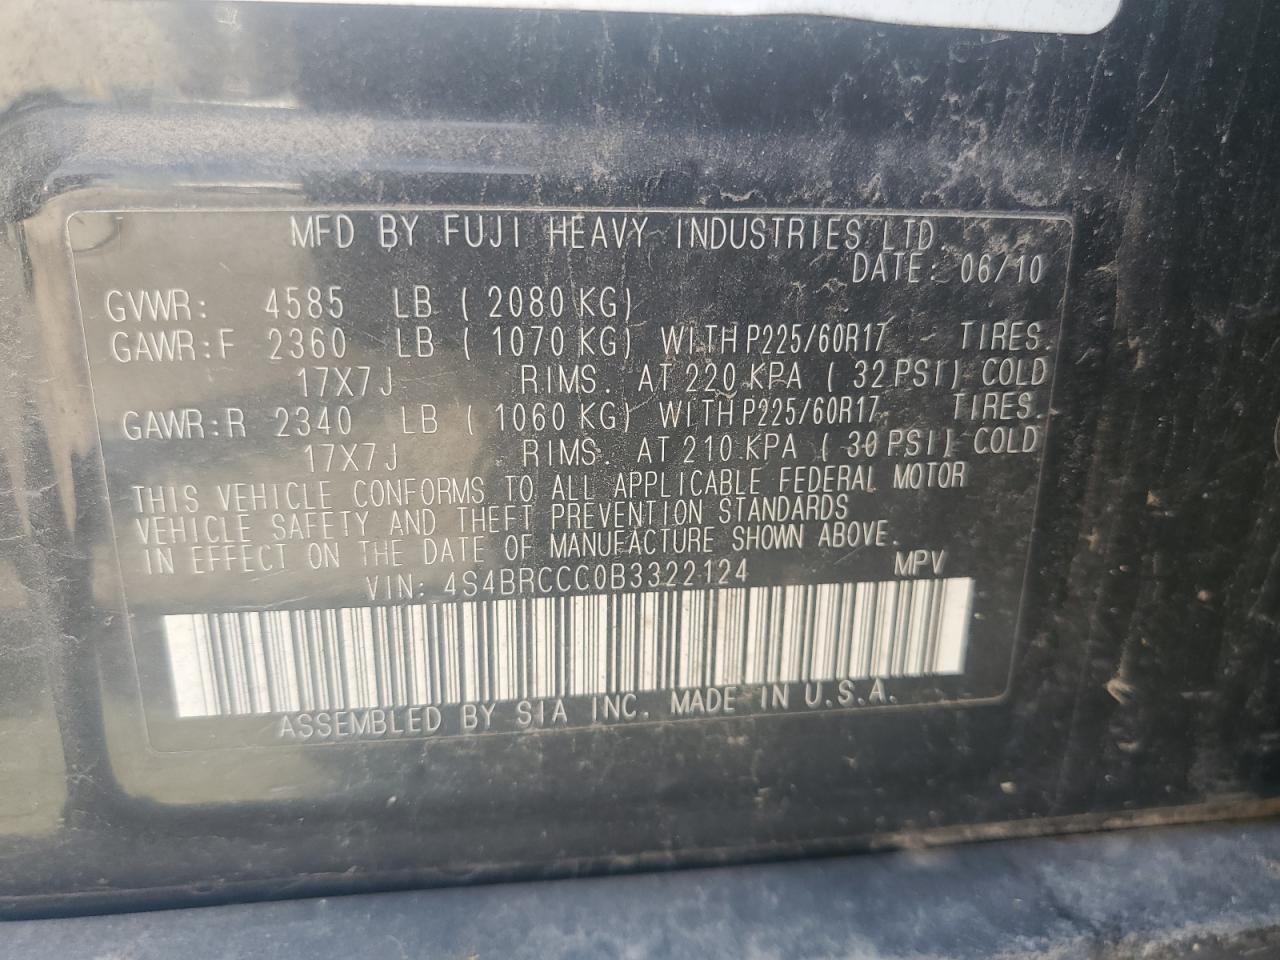 MFD BY FUJI HEAVY INDUSTRIES LTD
DATE: 06/10
GVWR: 4585 LB ( 2080 KG)
GAWR:F 2360 LB ( 1070 KG) WITH P225/60R17 TIRES.
17X7J RIMS. AT 220 KPA ( 32 PSI) COLD
GAWR:R 2340 LB ( 1060 KG) WITH P225/60R17 TIRES.
17X7J RIMS. AT 210 KPA ( 30 PSI) COLD
THIS VEHICLE CONFORMS TO ALL APPLICABLE FEDERAL MOTOR
VEHICLE SAFETY AND THEFT PREVENTION STANDARDS
IN EFFECT ON THE DATE OF MANUFACTURE SHOWN ABOVE.
VIN: 4S4BRCCC0B3322124 MPV
ASSEMBLED BY SIA INC. MADE IN U.S.A.